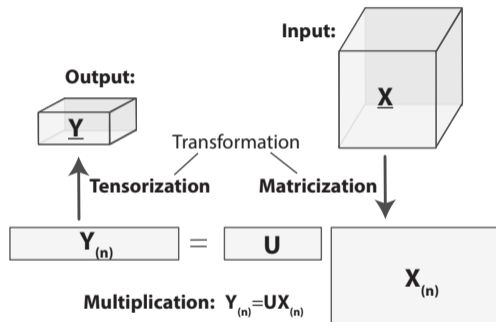 Input:
Output:
X
Y
Transformation
Tensorization Matricization
Y(n) = U
X(n)
Multiplication: Y(n)=UX(n)